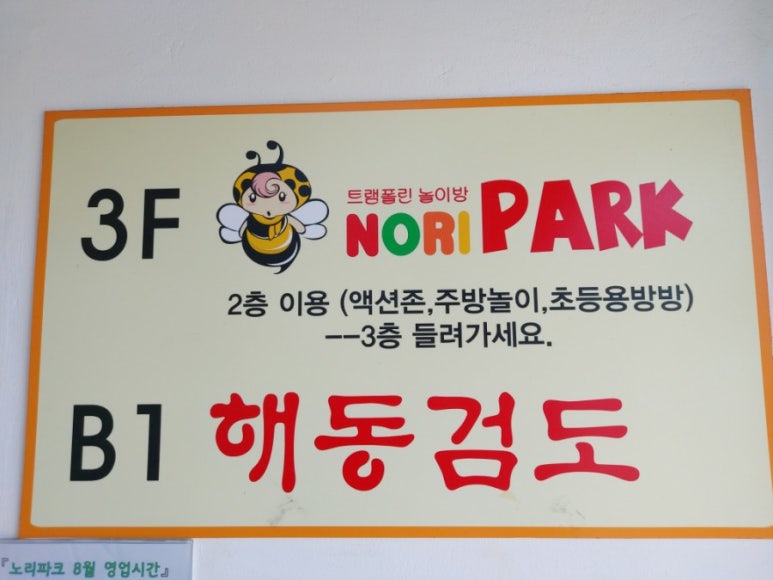 3F
트램폴린 놀이방
NORI PARK
2층 이용 (액션존,주방놀이,초등용방방)
--3층 들려가세요.
B1 해동검도
『노리파크 8월 영업시간』